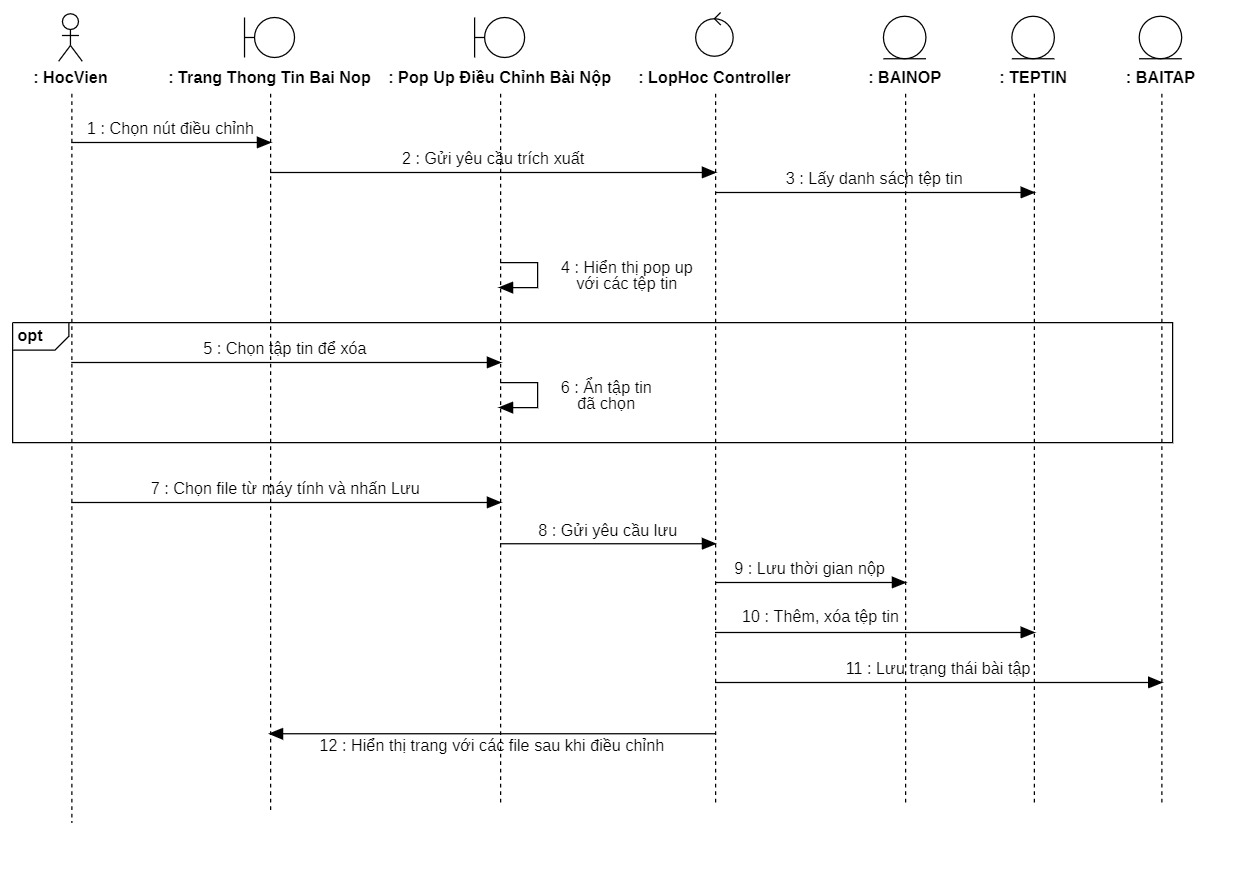 : HocVien
: Trang Thong Tin Bai Nop
: Pop Up Điều Chỉnh Bài Nộp
: LopHoc Controller
: BAINOP
: TEPTIN
: BAITAP
1 : Chọn nút điều chỉnh
2 : Gửi yêu cầu trích xuất
3 : Lấy danh sách tệp tin
4 : Hiển thị pop up
với các tệp tin
opt
5 : Chọn tập tin để xóa
6 : Ẩn tập tin
đã chọn
7 : Chọn file từ máy tính và nhấn Lưu
8 : Gửi yêu cầu lưu
9 : Lưu thời gian nộp
10 : Thêm, xóa tệp tin
11 : Lưu trạng thái bài tập
12 : Hiển thị trang với các file sau khi điều chỉnh